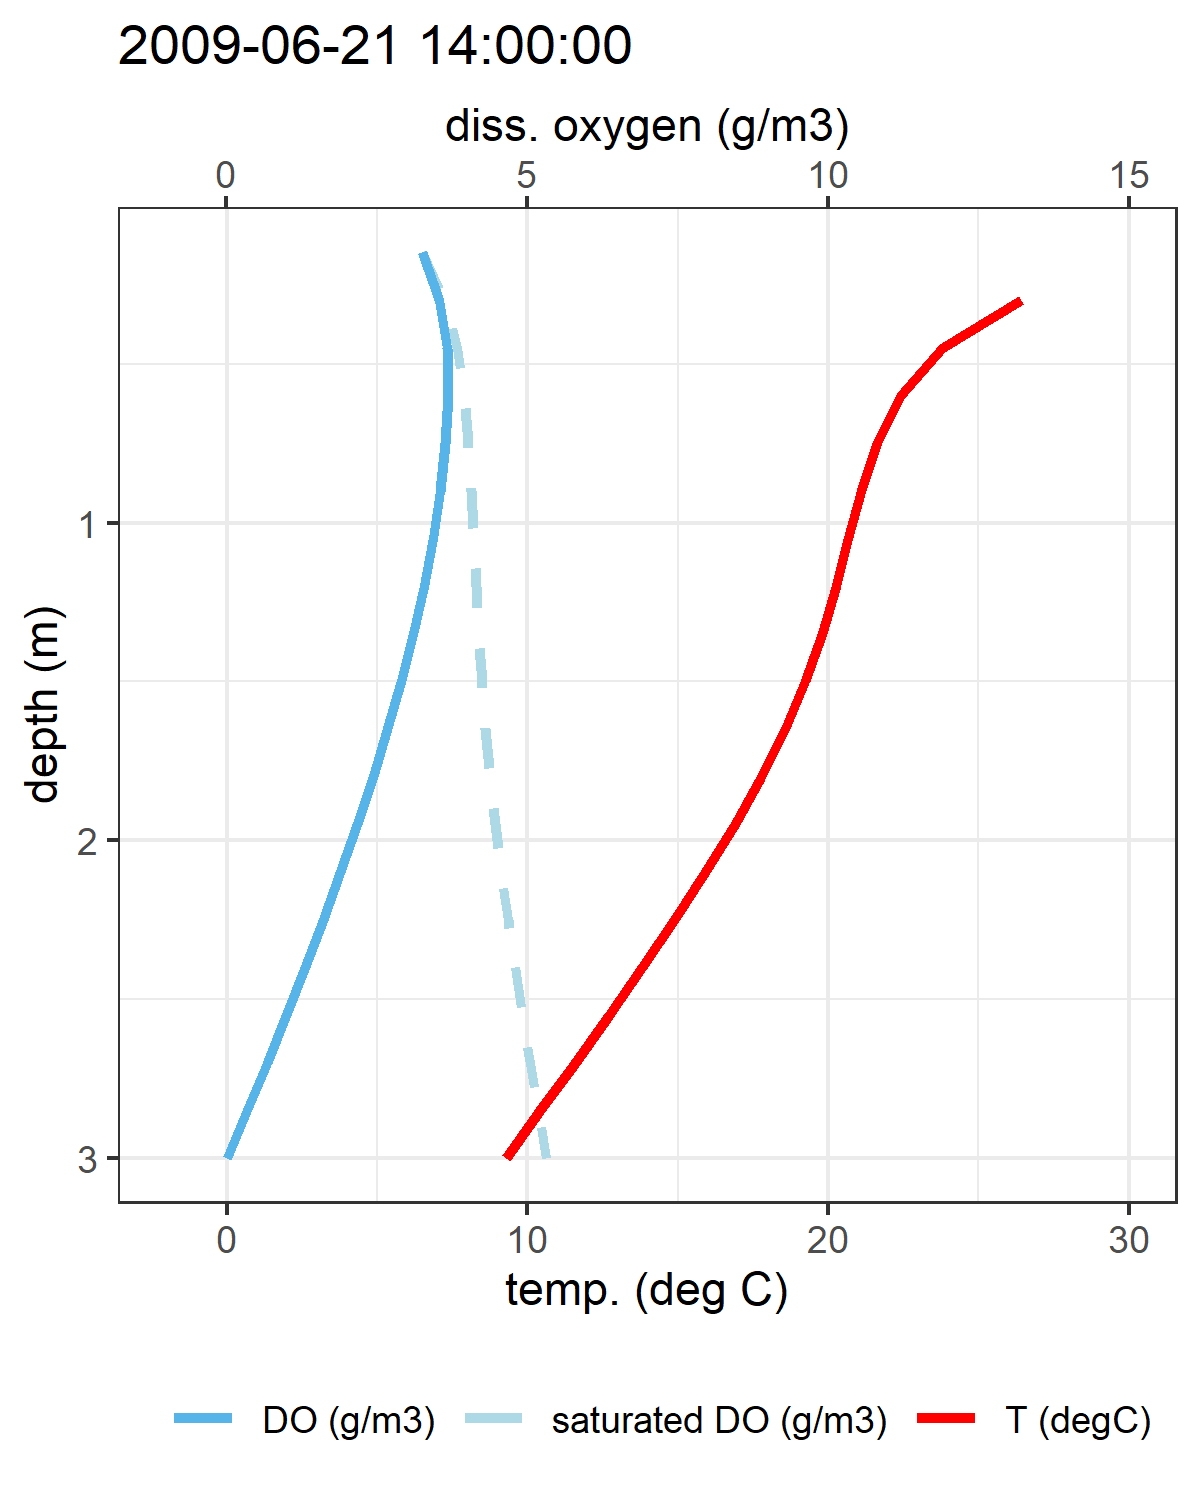 2009-06-21 14:00:00
diss. oxygen (g/m3)
0 5 10 15
depth (m)
1
2
3
0 10 20 30
temp. (deg C)
DO (g/m3) saturated DO (g/m3) T (degC)